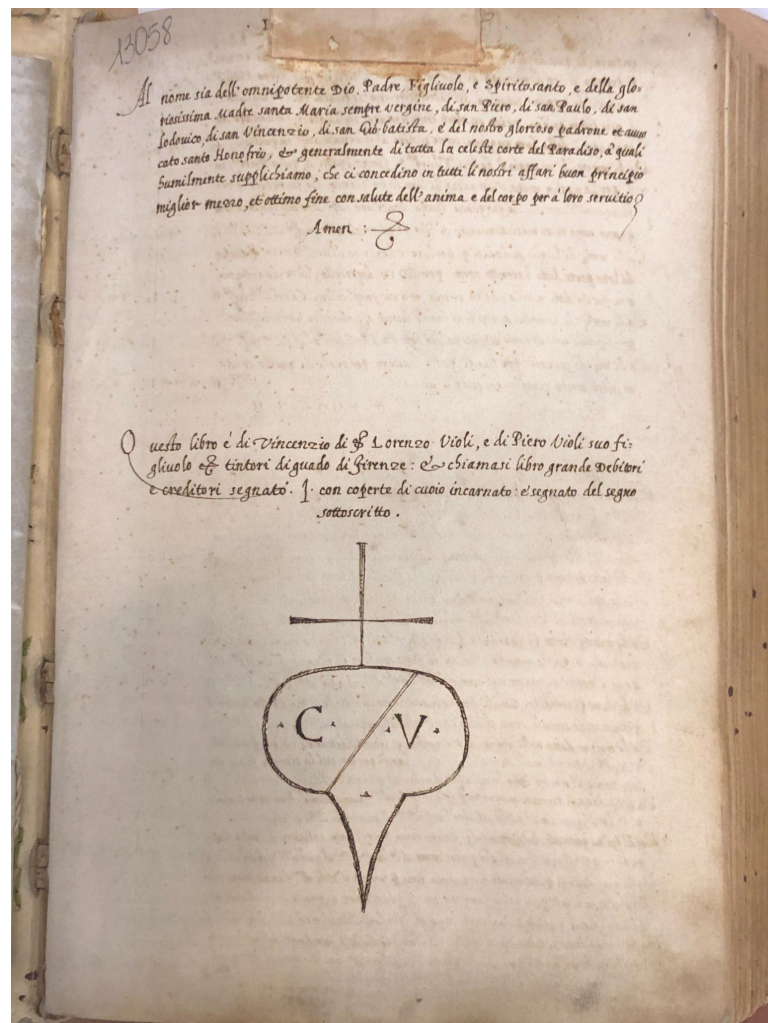 13058
1
Al nome sia dell'omnipotente Dio, Padre, Figliuolo, e Spiritosanto, e della glo-
riosissima Madre santa Maria sempre vergine, di san Piero, di san Paulo, di san
Lodovico, di san Vincenzio, di san Gio: batista, e del nostro glorioso padrone et avvo
cato santo Honofrio, & generalmente di tutta la celeste corte del Paradiso, a' quali
humilmente supplichiamo, che ci concedino in tutti li nostri affari buon principio
miglior mezzo, et ottimo fine con salute dell'anima e del corpo per à loro servitio
Amen :
Questo libro é di Vincenzio di Lorenzo Violi, e di Piero Violi suo fi-
gliuolo tintori di guado di Firenze : & chiamasi libro grande Debitori
e creditori segnato . I . con coperte di cuoio incarnato : e segnato del segno
sottoscritto .
C V